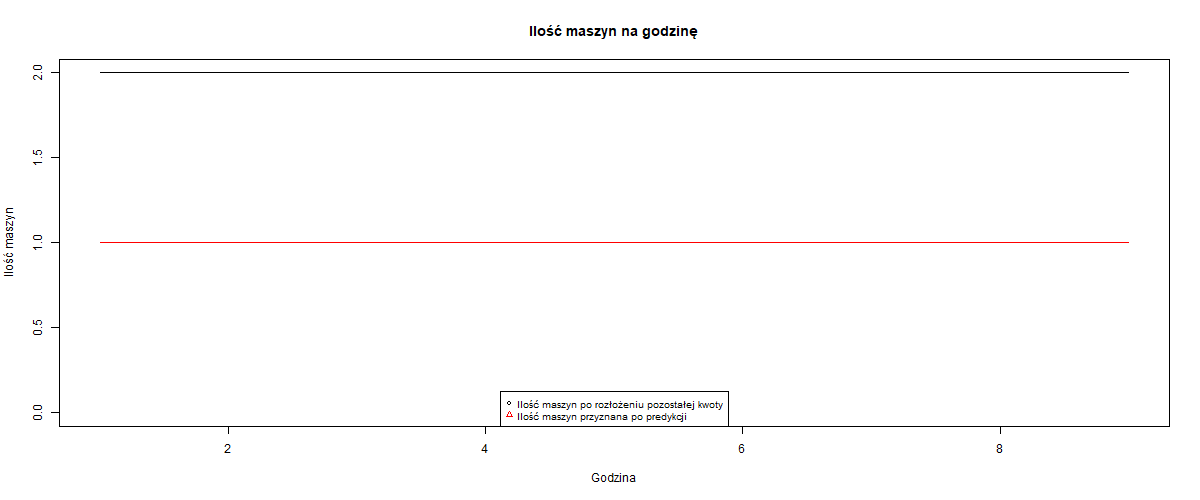 Ilość maszyn na godzinę
Ilość maszyn
2.0
1.5
1.0
0.5
0.0
Ilość maszyn po rozłożeniu pozostałej kwoty
Ilość maszyn przyznana po predykcji
2
4
6
8
Godzina